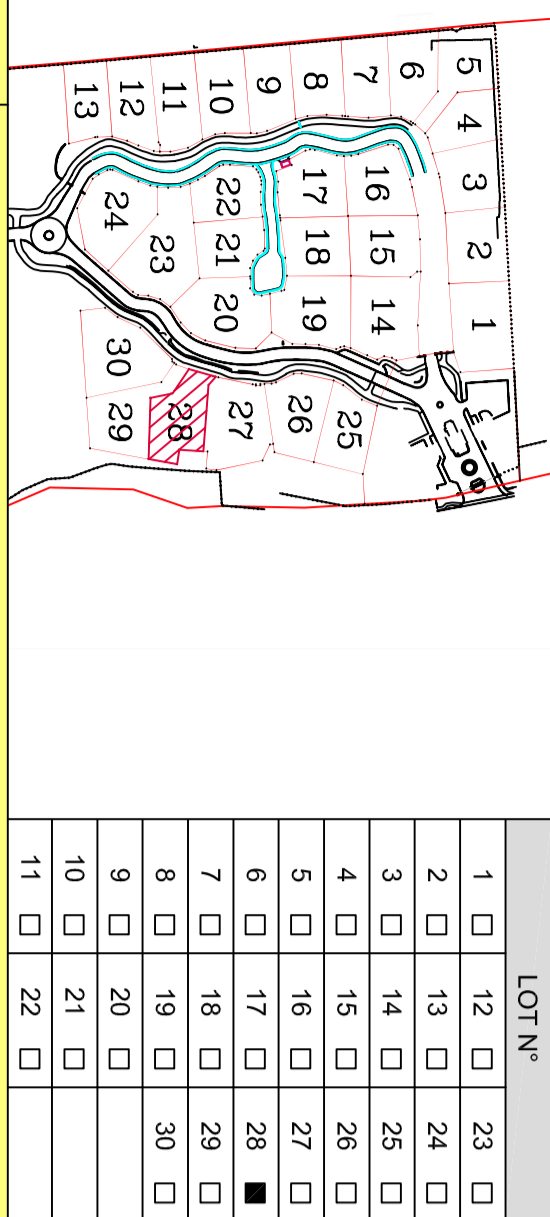 5 4 3 2 1
6
7 16 15 14 25
8 17 18 19 26
9
10 22 21 20 27
11 23 28
12 24 30 29
13
LOT N°
1 □ 12 □ 23 □
2 □ 13 □ 24 □
3 □ 14 □ 25 □
4 □ 15 □ 26 □
5 □ 16 □ 27 □
6 □ 17 □ 28 ■
7 □ 18 □ 29 □
8 □ 19 □ 30 □
9 □ 20 □
10 □ 21 □
11 □ 22 □